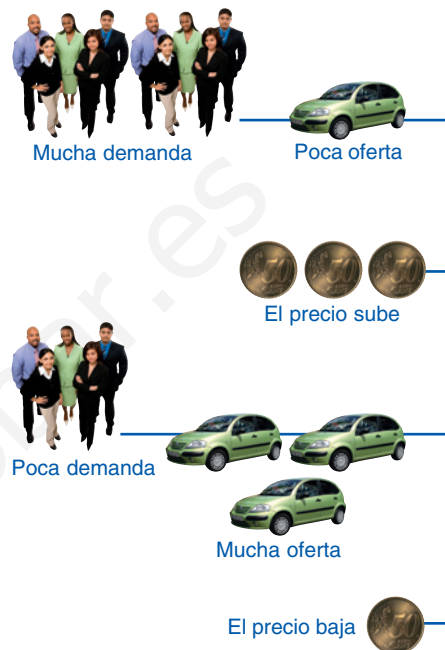 Mucha demanda
Poca oferta
El precio sube
Poca demanda
Mucha oferta
El precio baja